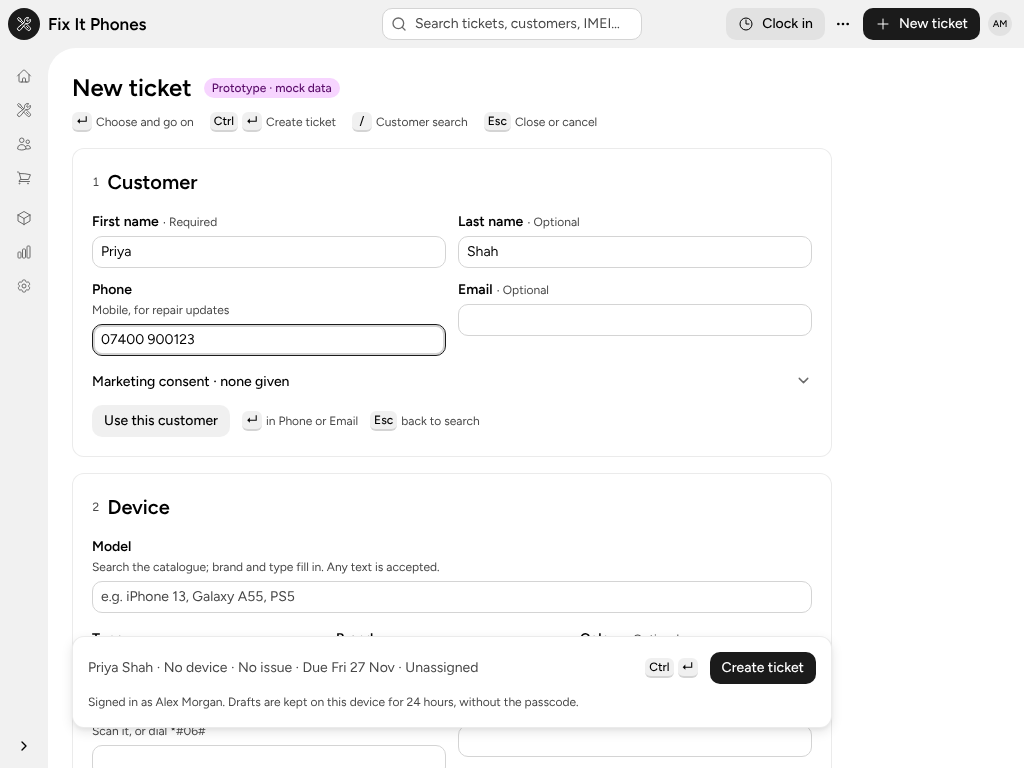 Fix It Phones
Search tickets, customers, IMEI...
Clock in
New ticket
AM
New ticket
Prototype · mock data
↵ Choose and go on
Ctrl ↵ Create ticket
/ Customer search
Esc Close or cancel
1 Customer
First name · Required
Last name · Optional
Priya
Shah
Phone
Email · Optional
Mobile, for repair updates
07400 900123
Marketing consent · none given
Use this customer
↵ in Phone or Email
Esc back to search
2 Device
Model
Search the catalogue; brand and type fill in. Any text is accepted.
e.g. iPhone 13, Galaxy A55, PS5
Priya Shah · No device · No issue · Due Fri 27 Nov · Unassigned
Ctrl ↵
Create ticket
Signed in as Alex Morgan. Drafts are kept on this device for 24 hours, without the passcode.
Scan it, or dial *#06#